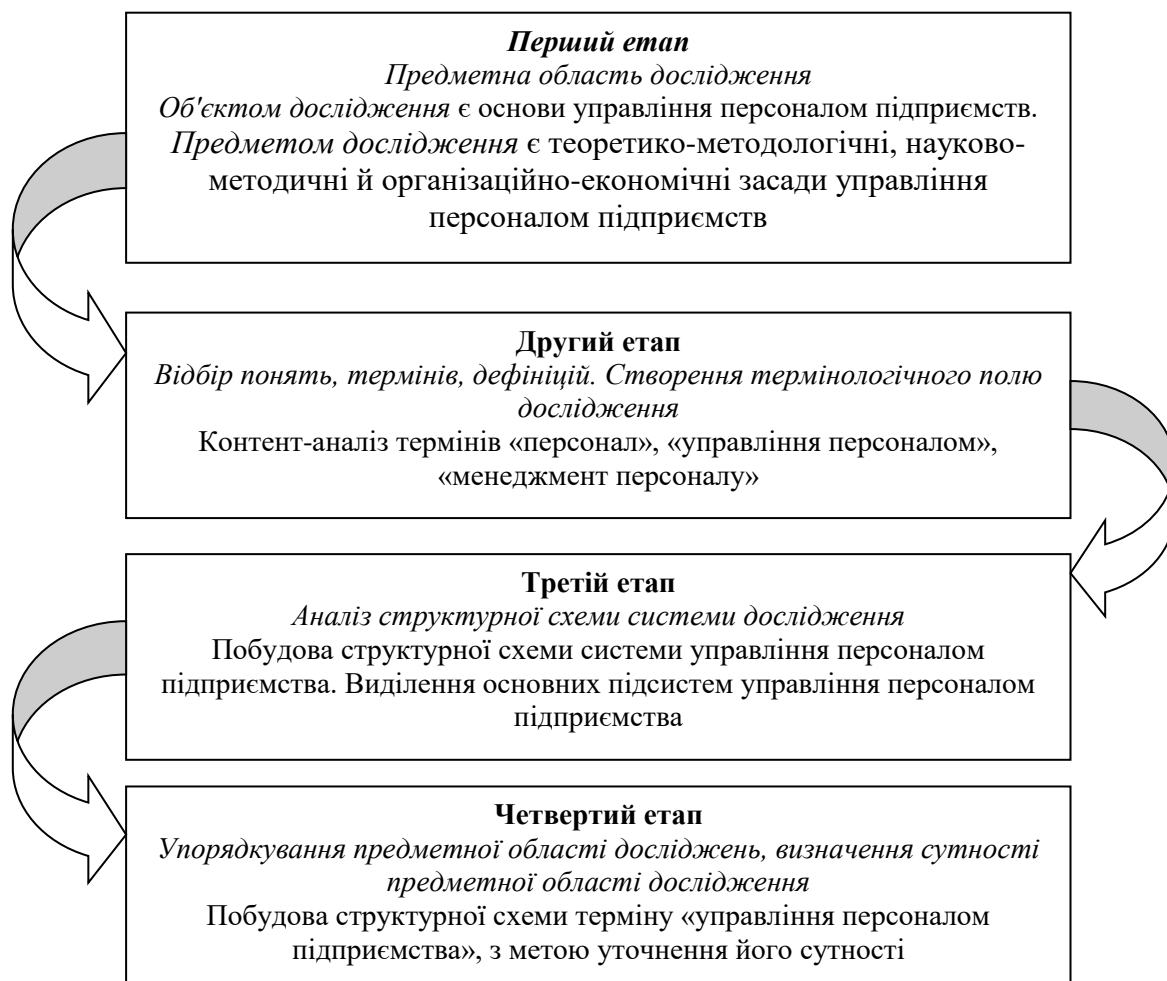 Перший етап
Предметна область дослідження
Об'єктом дослідження є основи управління персоналом підприємств.
Предметом дослідження є теоретико-методологічні, науково-
методичні й організаційно-економічні засади управління
персоналом підприємств
Другий етап
Відбір понять, термінів, дефініцій. Створення термінологічного полю
дослідження
Контент-аналіз термінів «персонал», «управління персоналом»,
«менеджмент персоналу»
Третій етап
Аналіз структурної схеми системи дослідження
Побудова структурної схеми системи управління персоналом
підприємства. Виділення основних підсистем управління персоналом
підприємства
Четвертий етап
Упорядкування предметної області досліджень, визначення сутності
предметної області дослідження
Побудова структурної схеми терміну «управління персоналом
підприємства», з метою уточнення його сутності